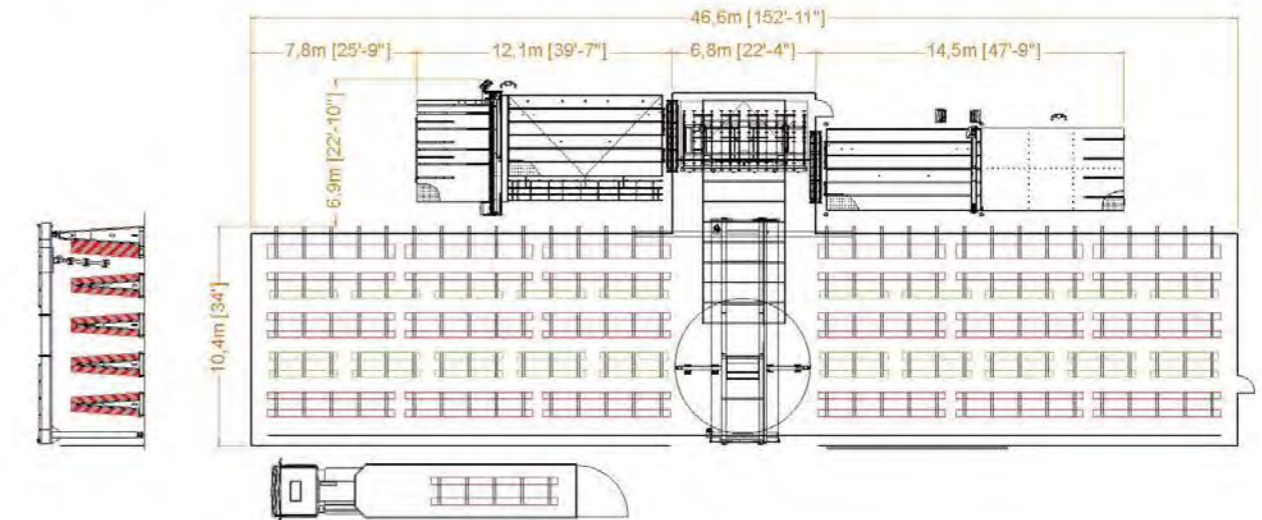 46,6m [152'-11"]
7,8m [25'-9"]
12,1m [39'-7"]
6,8m [22'-4"]
14,5m [47'-9"]
6,9m [22'-10"]
10,4m [34']